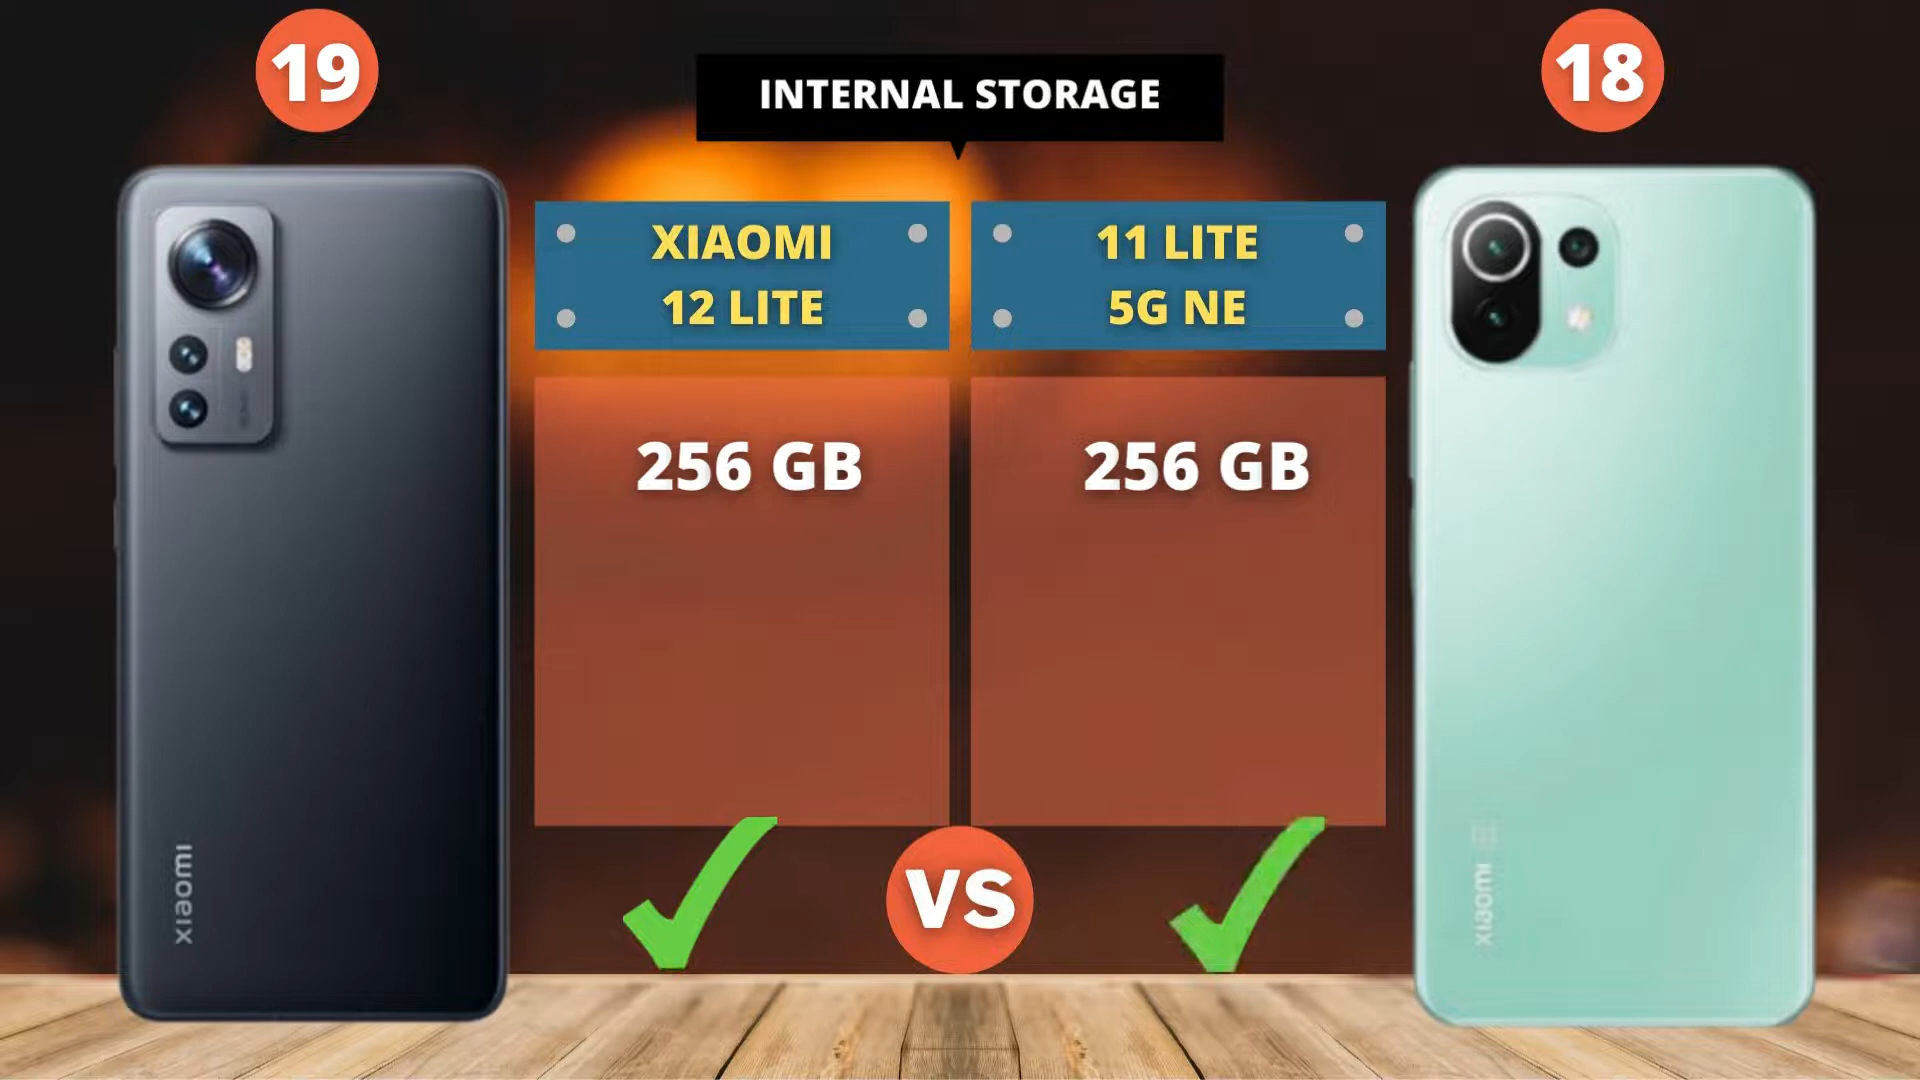 19
INTERNAL STORAGE
18
XIAOMI
12 LITE
11 LITE
5G NE
256 GB
256 GB
VS
xiaomi
xiaomi